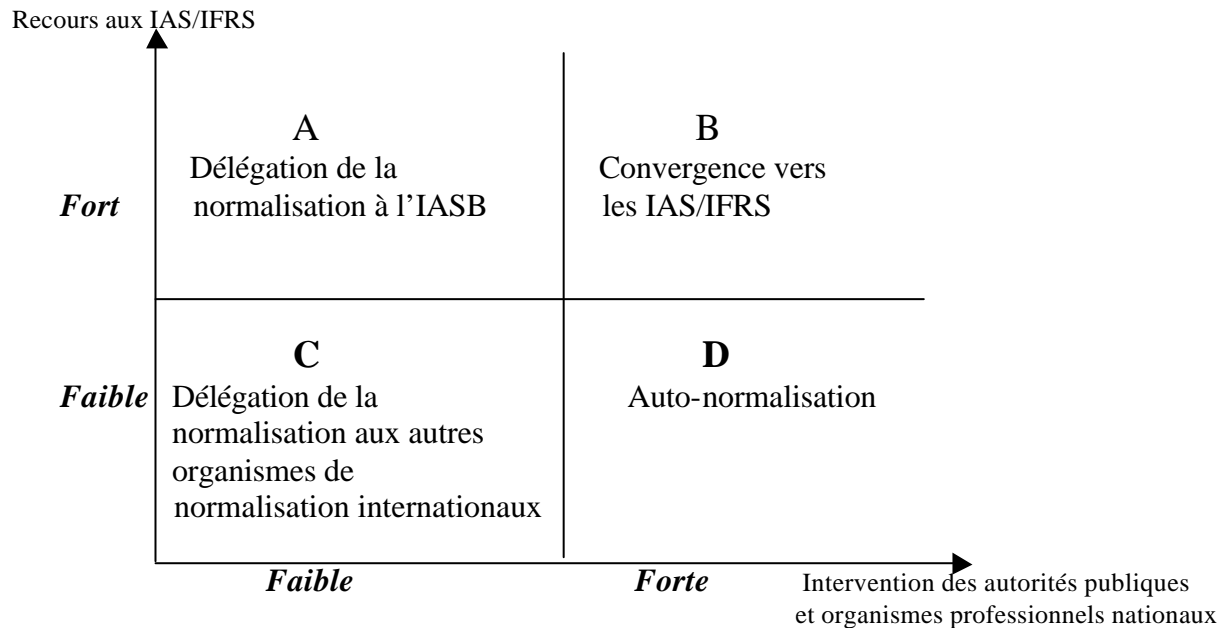 Recours aux IAS/IFRS
A
Délégation de la
normalisation à l'IASB
B
Convergence vers
les IAS/IFRS
Fort
C
Délégation de la
normalisation aux autres
organismes de
normalisation internationaux
D
Auto-normalisation
Faible
Faible
Forte
Intervention des autorités publiques
et organismes professionnels nationaux